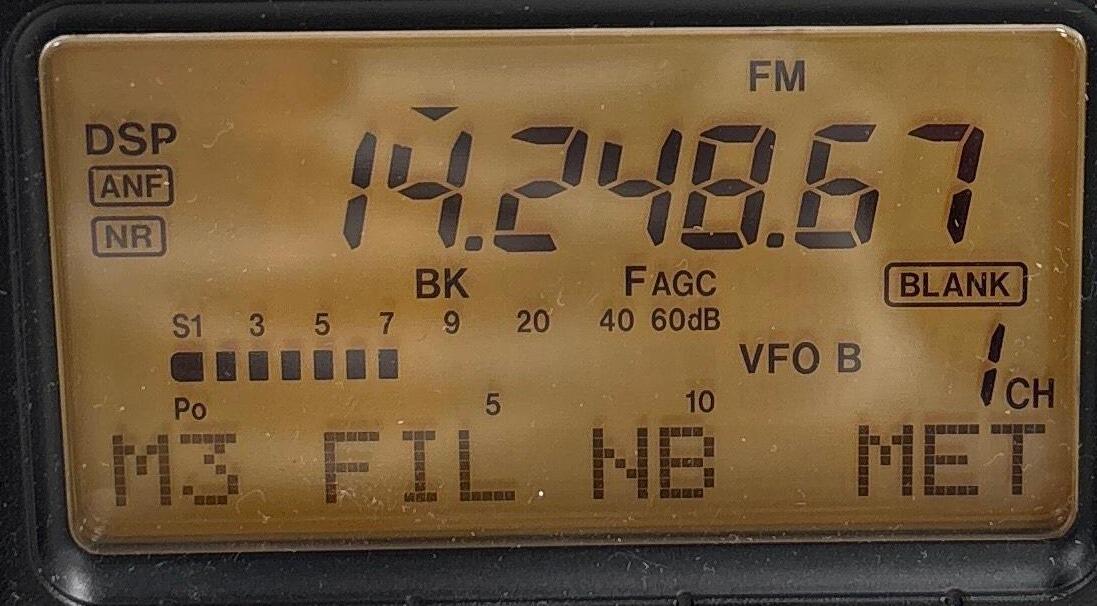 FM
DSP 14.248.67
ANF
NR
BK F AGC BLANK
S1 3 5 7 9 20 40 60dB
VFO B 1 CH
Po 5 10
M3 FIL NB MET